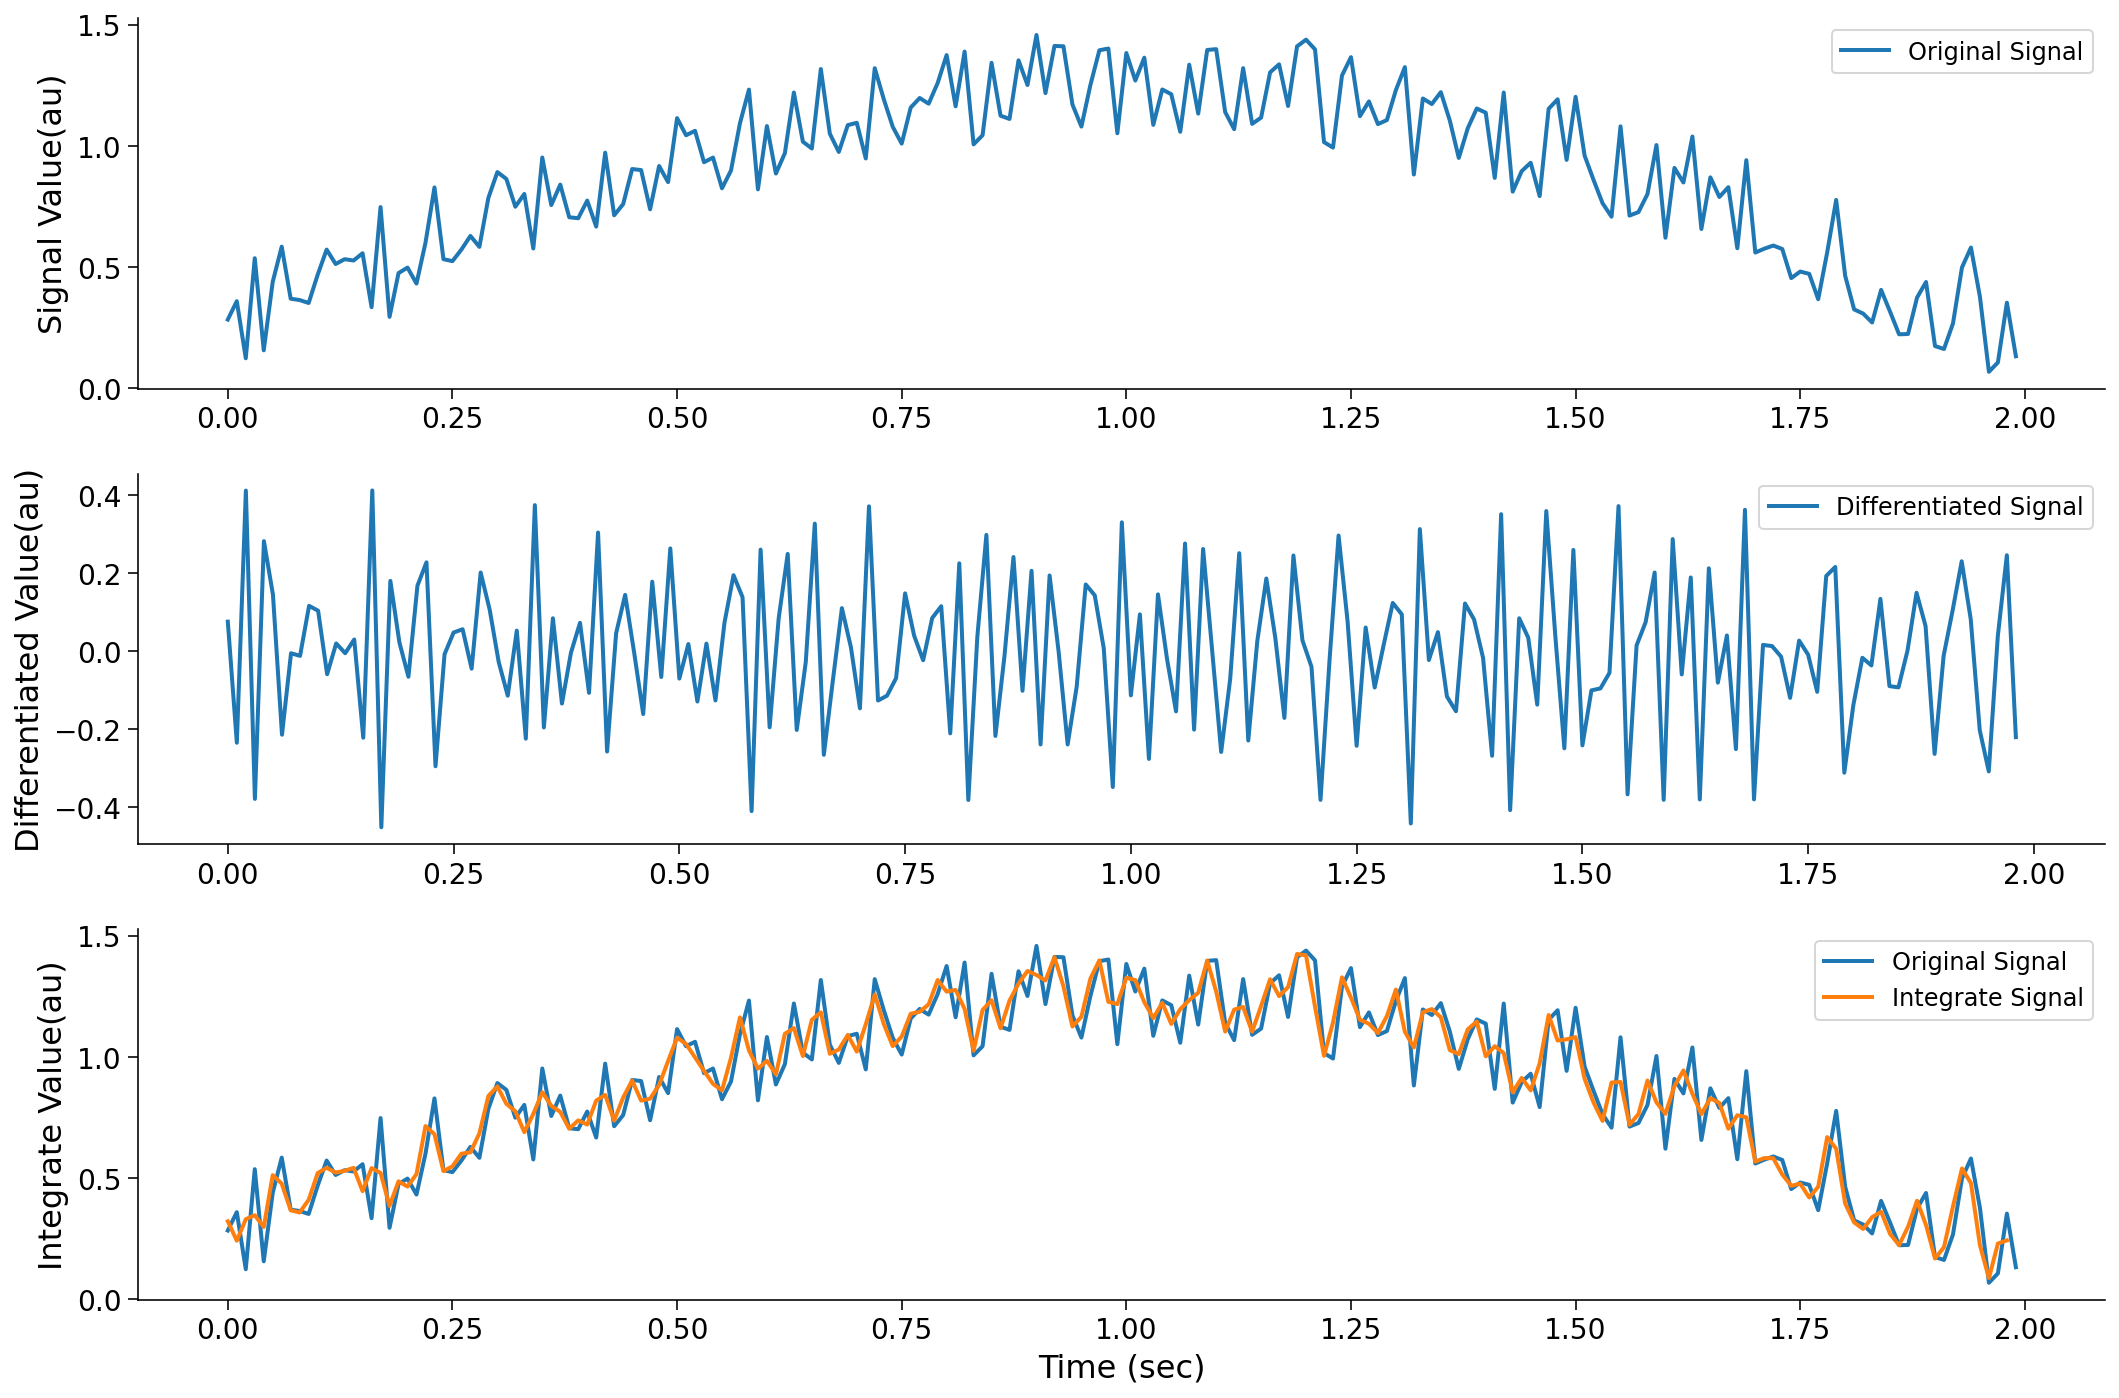 Signal Value(au)
1.5
1.0
0.5
0.0
Original Signal
0.00 0.25 0.50 0.75 1.00 1.25 1.50 1.75 2.00
Differentiated Value(au)
0.4
0.2
0.0
−0.2
−0.4
Differentiated Signal
0.00 0.25 0.50 0.75 1.00 1.25 1.50 1.75 2.00
Integrate Value(au)
1.5
1.0
0.5
0.0
Original Signal
Integrate Signal
0.00 0.25 0.50 0.75 1.00 1.25 1.50 1.75 2.00
Time (sec)